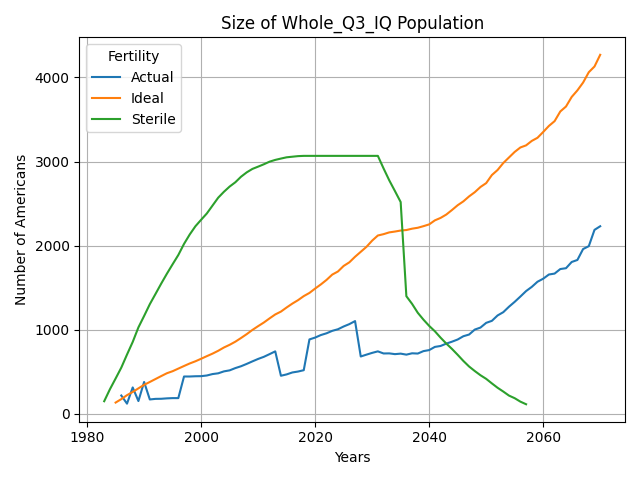 Size of Whole_Q3_IQ Population
Fertility
Actual
Ideal
Sterile
Number of Americans
4000
3000
2000
1000
0
1980
2000
2020
2040
2060
Years